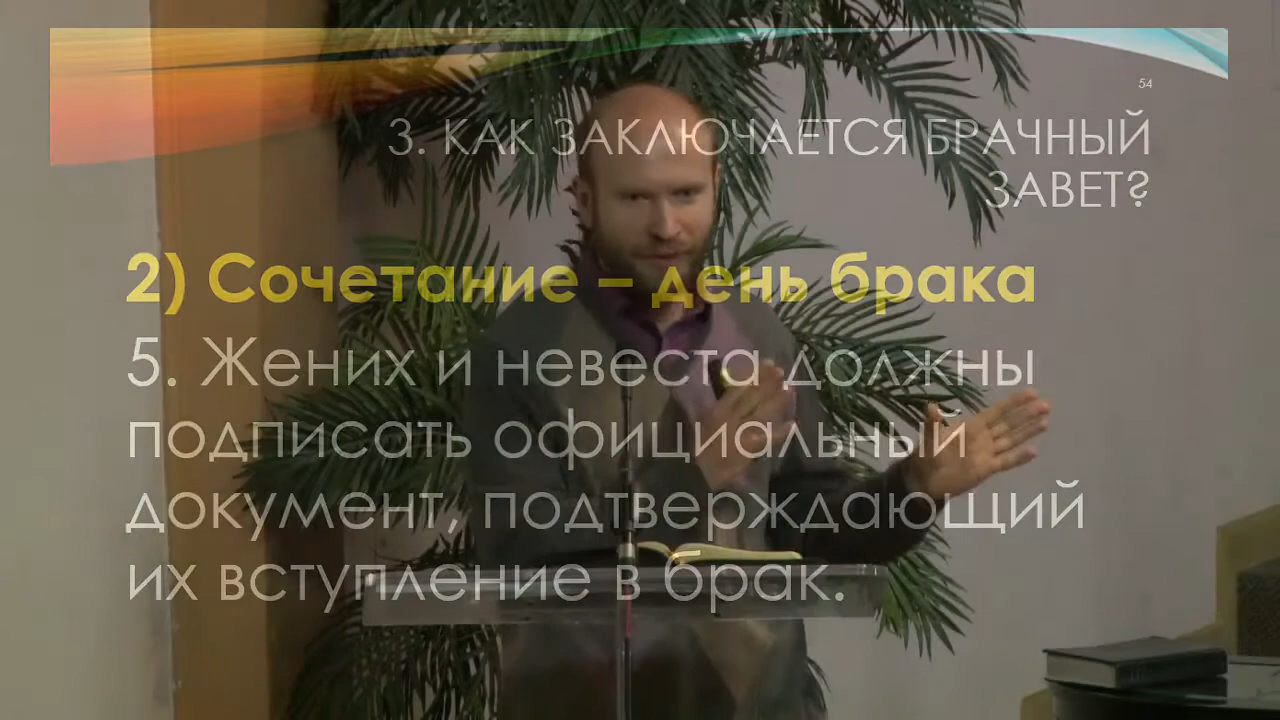 54
3. КАК ЗАКЛЮЧАЕТСЯ БРАЧНЫЙ
ЗАВЕТ?
2) Сочетание – день брака
5. Жених и невеста должны
подписать официальный
документ, подтверждающий
их вступление в брак.